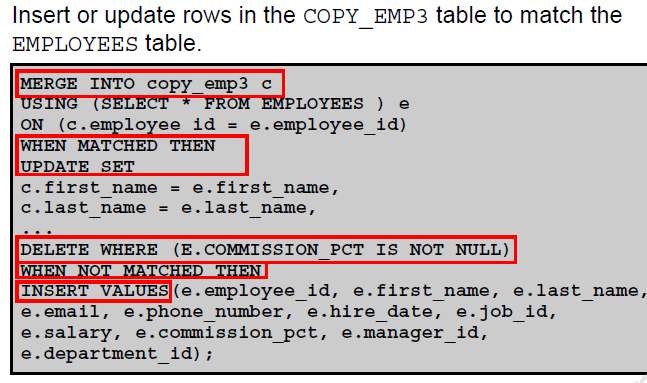 Insert or update rows in the COPY_EMP3 table to match the
EMPLOYEES table.
MERGE INTO copy_emp3 c
USING (SELECT * FROM EMPLOYEES ) e
ON (c.employee_id = e.employee_id)
WHEN MATCHED THEN
UPDATE SET
c.first_name = e.first_name,
c.last_name = e.last_name,
...
DELETE WHERE (E.COMMISSION_PCT IS NOT NULL)
WHEN NOT MATCHED THEN
INSERT VALUES(e.employee_id, e.first_name, e.last_name,
e.email, e.phone_number, e.hire_date, e.job_id,
e.salary, e.commission_pct, e.manager_id,
e.department_id);